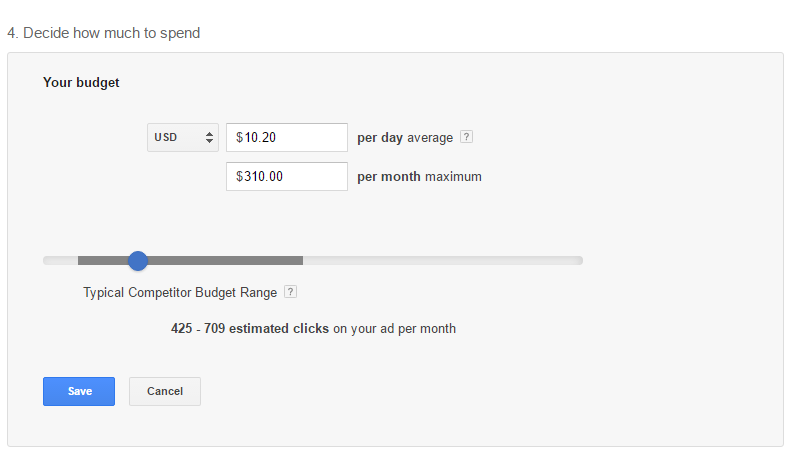 4. Decide how much to spend
Your budget
USD $10.20 per day average ?
$310.00 per month maximum
Typical Competitor Budget Range ?
425 - 709 estimated clicks on your ad per month
Save Cancel